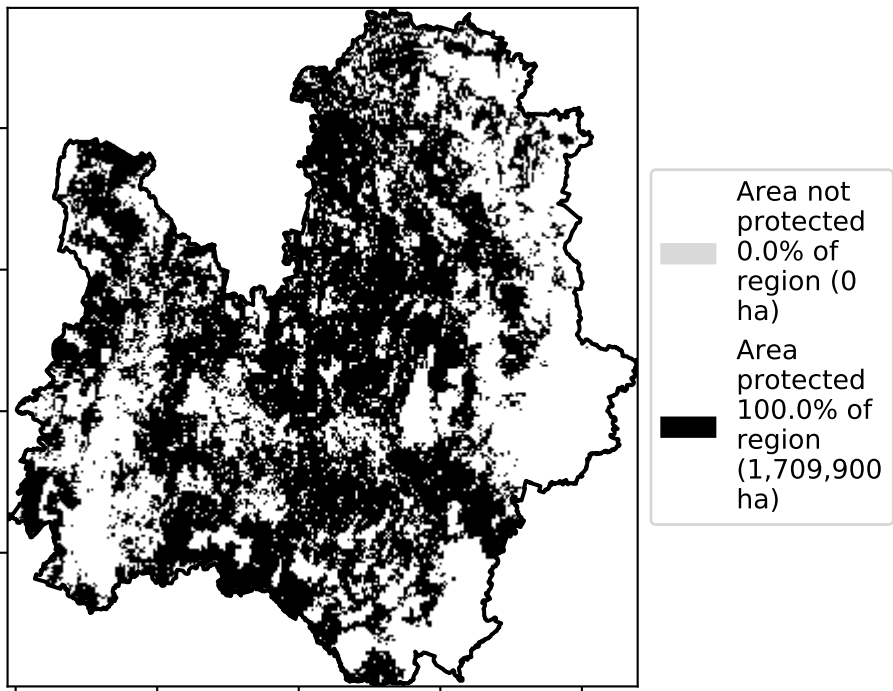 Area not
protected
0.0% of
region (0
ha)
Area
protected
100.0% of
region
(1,709,900
ha)